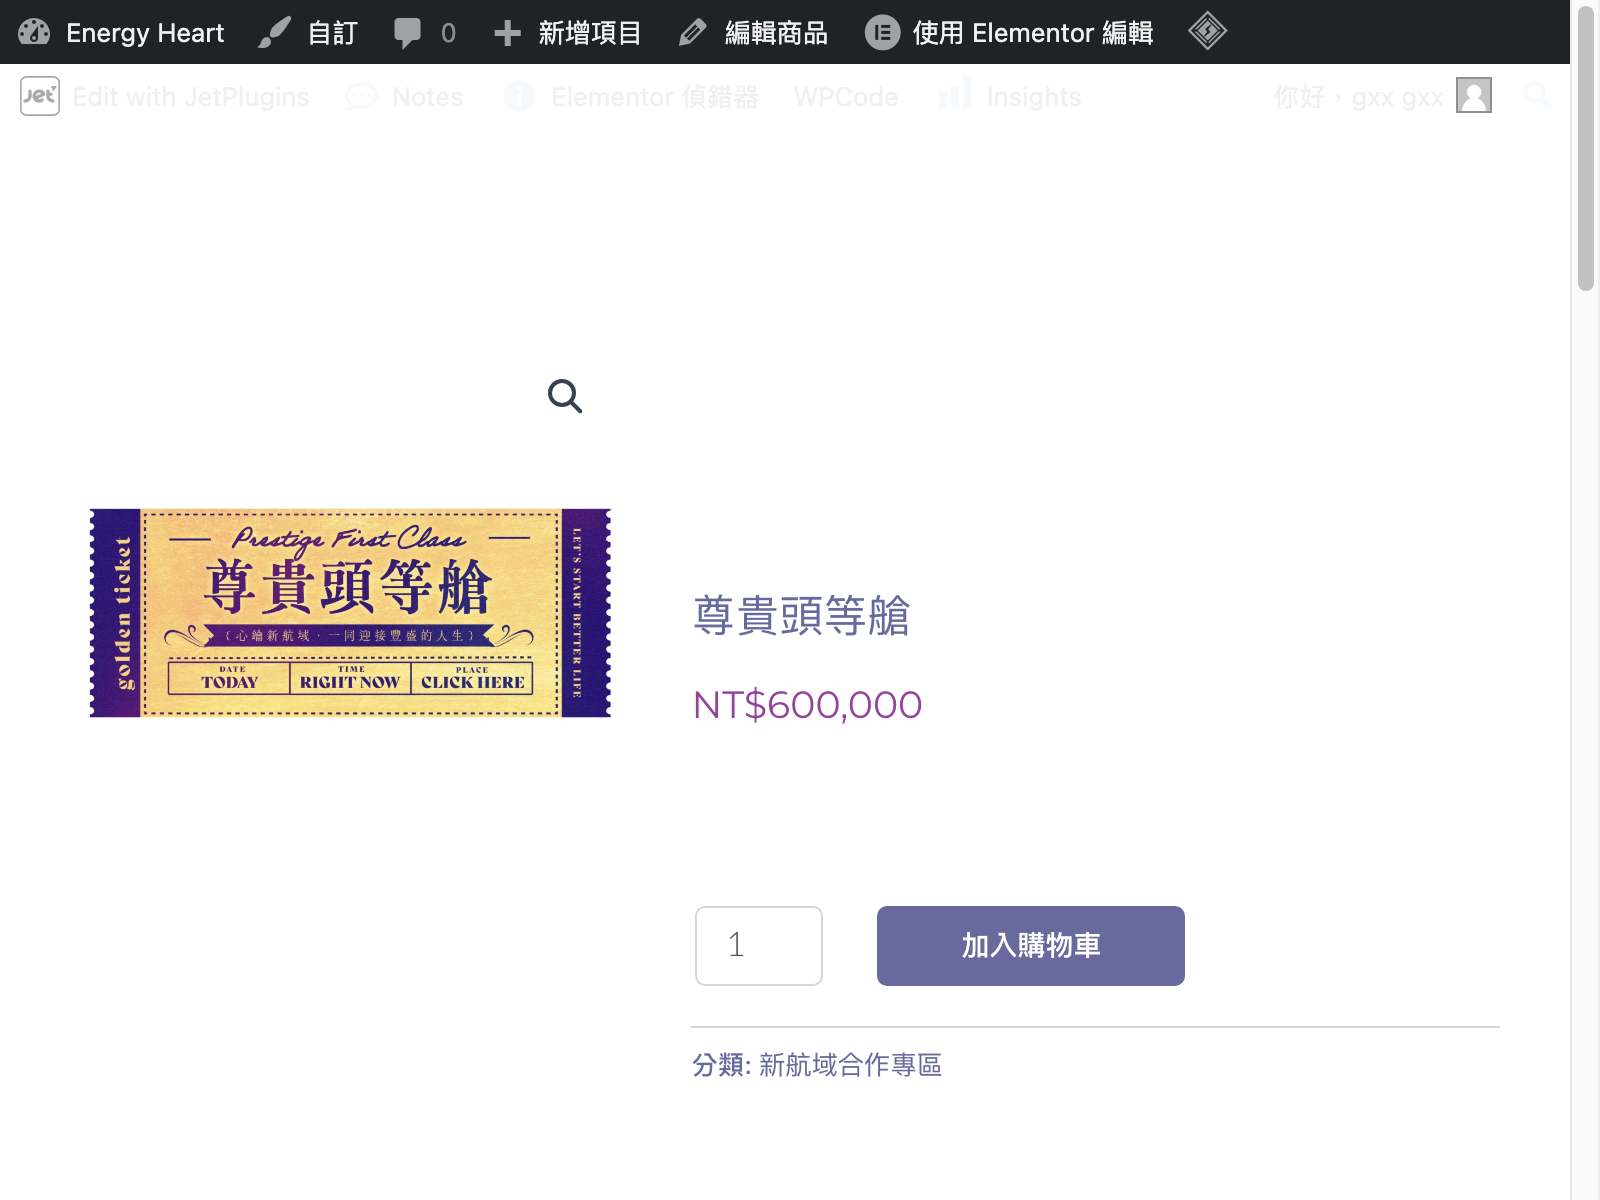 Energy Heart 自訂 0 新增項目 編輯商品 使用 Elementor 編輯
Jet Edit with JetPlugins Notes Elementor 偵錯器 WPCode Insights 你好，gxx gxx
golden ticket
Prestige First Class
尊貴頭等艙
{心繪新航域．一同迎接豐盛的人生}
DATE
TODAY
TIME
RIGHT NOW
PLACE
CLICK HERE
LET'S START BETTER LIFE
尊貴頭等艙
NT$600,000
1
加入購物車
分類: 新航域合作專區